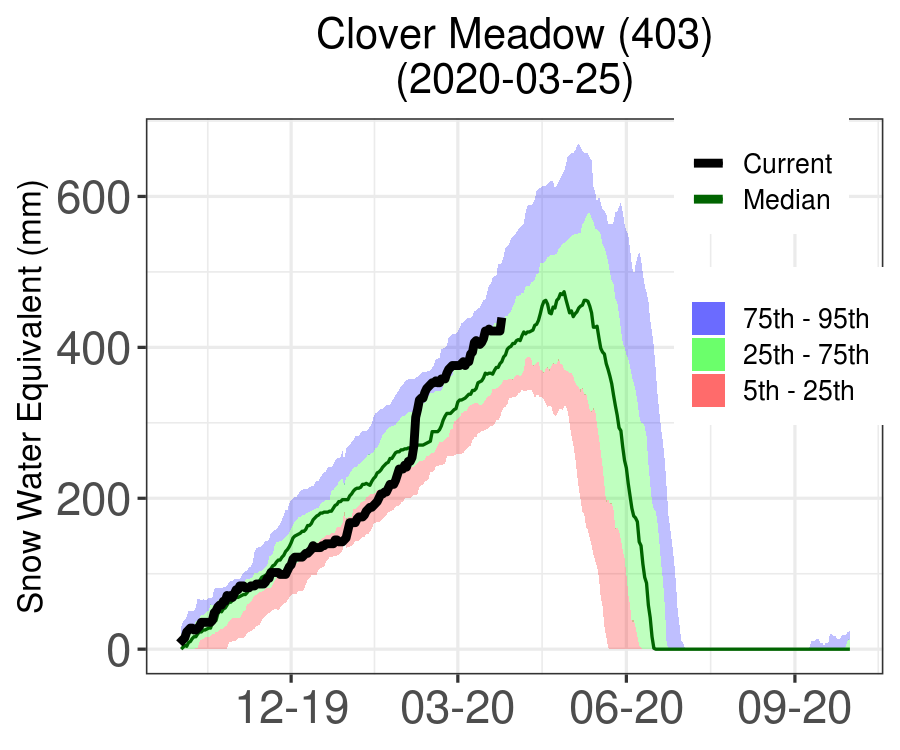 Clover Meadow (403)
(2020-03-25)
Snow Water Equivalent (mm)
600
400
200
0
12-19
03-20
06-20
09-20
Current
Median
75th - 95th
25th - 75th
5th - 25th